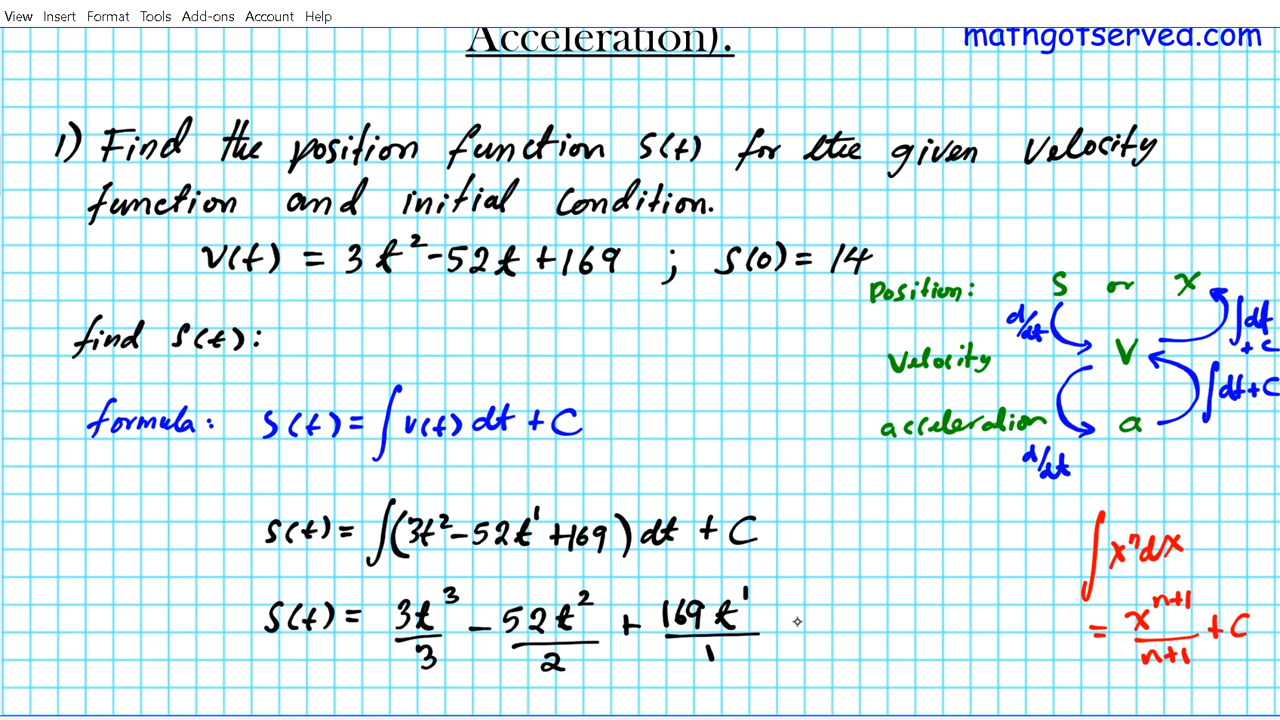 View Insert Format Tools Add-ons Account Help
Acceleration).
mathgotserved.com
1) Find the position function s(t) for the given velocity
function and initial condition.
v(t) = 3t² - 52t + 169 ; s(0) = 14
Position: S or x
d/dt ∫dt + C
find s(t):
Velocity V
d/dt ∫dt + C
acceleration a
formula: s(t) = ∫ v(t) dt + C
s(t) = ∫(3t² - 52t¹ + 169) dt + C
∫ xⁿ dx
s(t) = 3t³/3 - 52t²/2 + 169t¹/1
= xⁿ⁺¹/n+1 + C